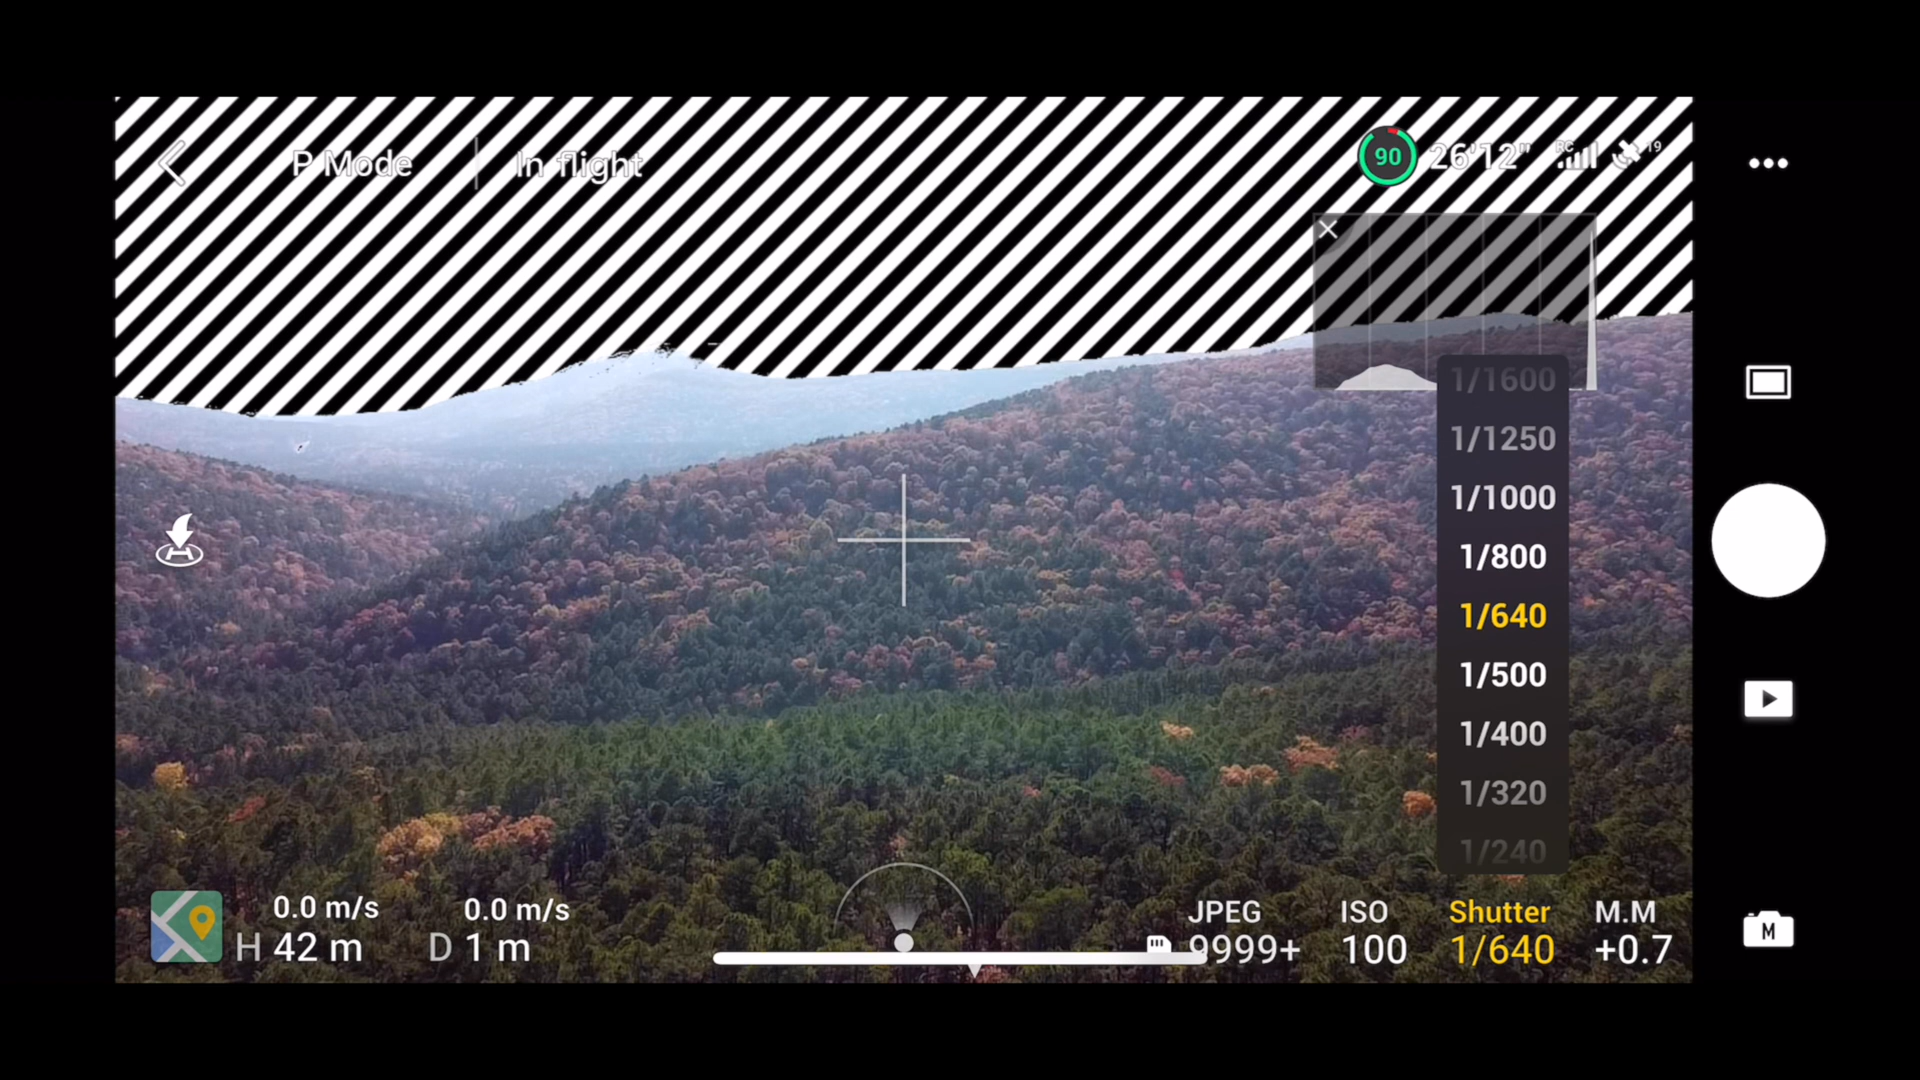 P Mode
In flight
90
26'12"
RC
19
1/1600
1/1250
1/1000
1/800
1/640
1/500
1/400
1/320
1/240
0.0 m/s
0.0 m/s
H 42 m
D 1 m
JPEG
9999+
ISO
100
Shutter
1/640
M.M
+0.7
M